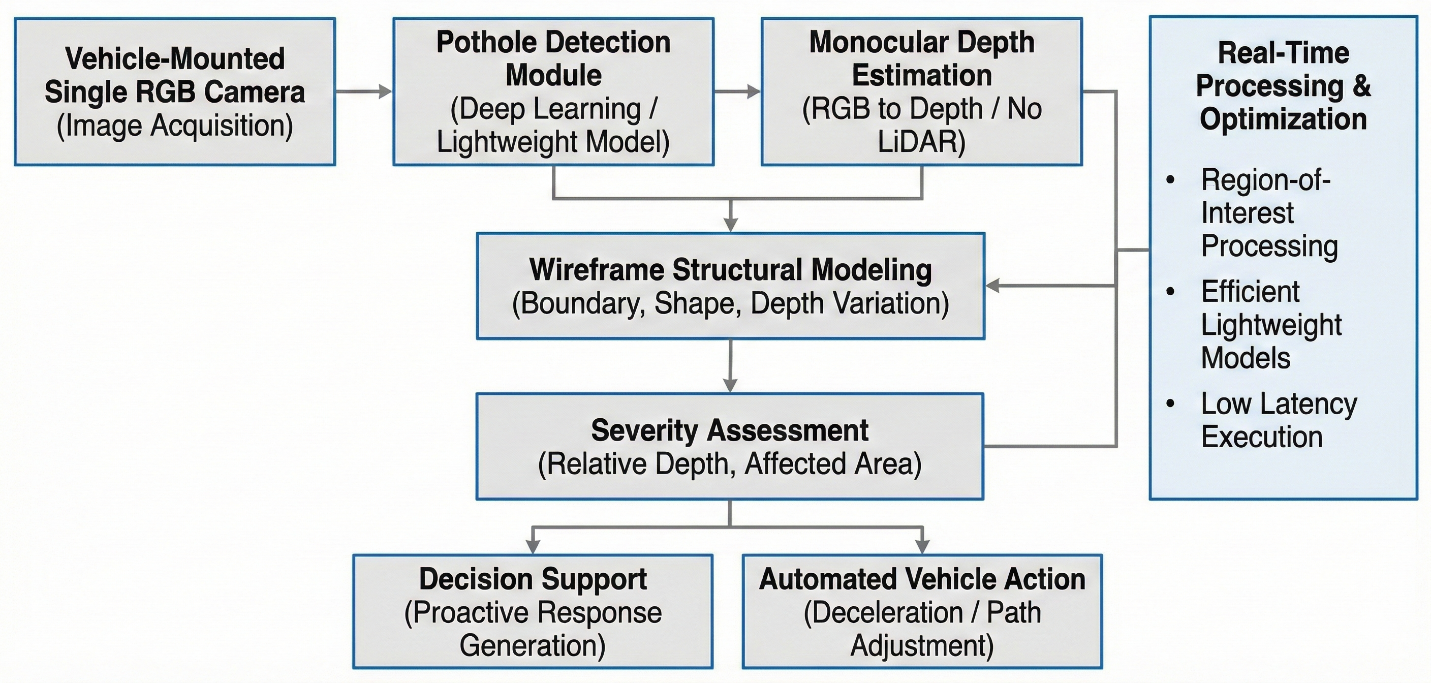 Vehicle-Mounted
Single RGB Camera
(Image Acquisition)
Pothole Detection
Module
(Deep Learning /
Lightweight Model)
Monocular Depth
Estimation
(RGB to Depth / No
LiDAR)
Real-Time
Processing &
Optimization
• Region-of-
Interest
Processing
• Efficient
Lightweight
Models
• Low Latency
Execution
Wireframe Structural Modeling
(Boundary, Shape, Depth Variation)
Severity Assessment
(Relative Depth, Affected Area)
Decision Support
(Proactive Response
Generation)
Automated Vehicle Action
(Deceleration / Path
Adjustment)